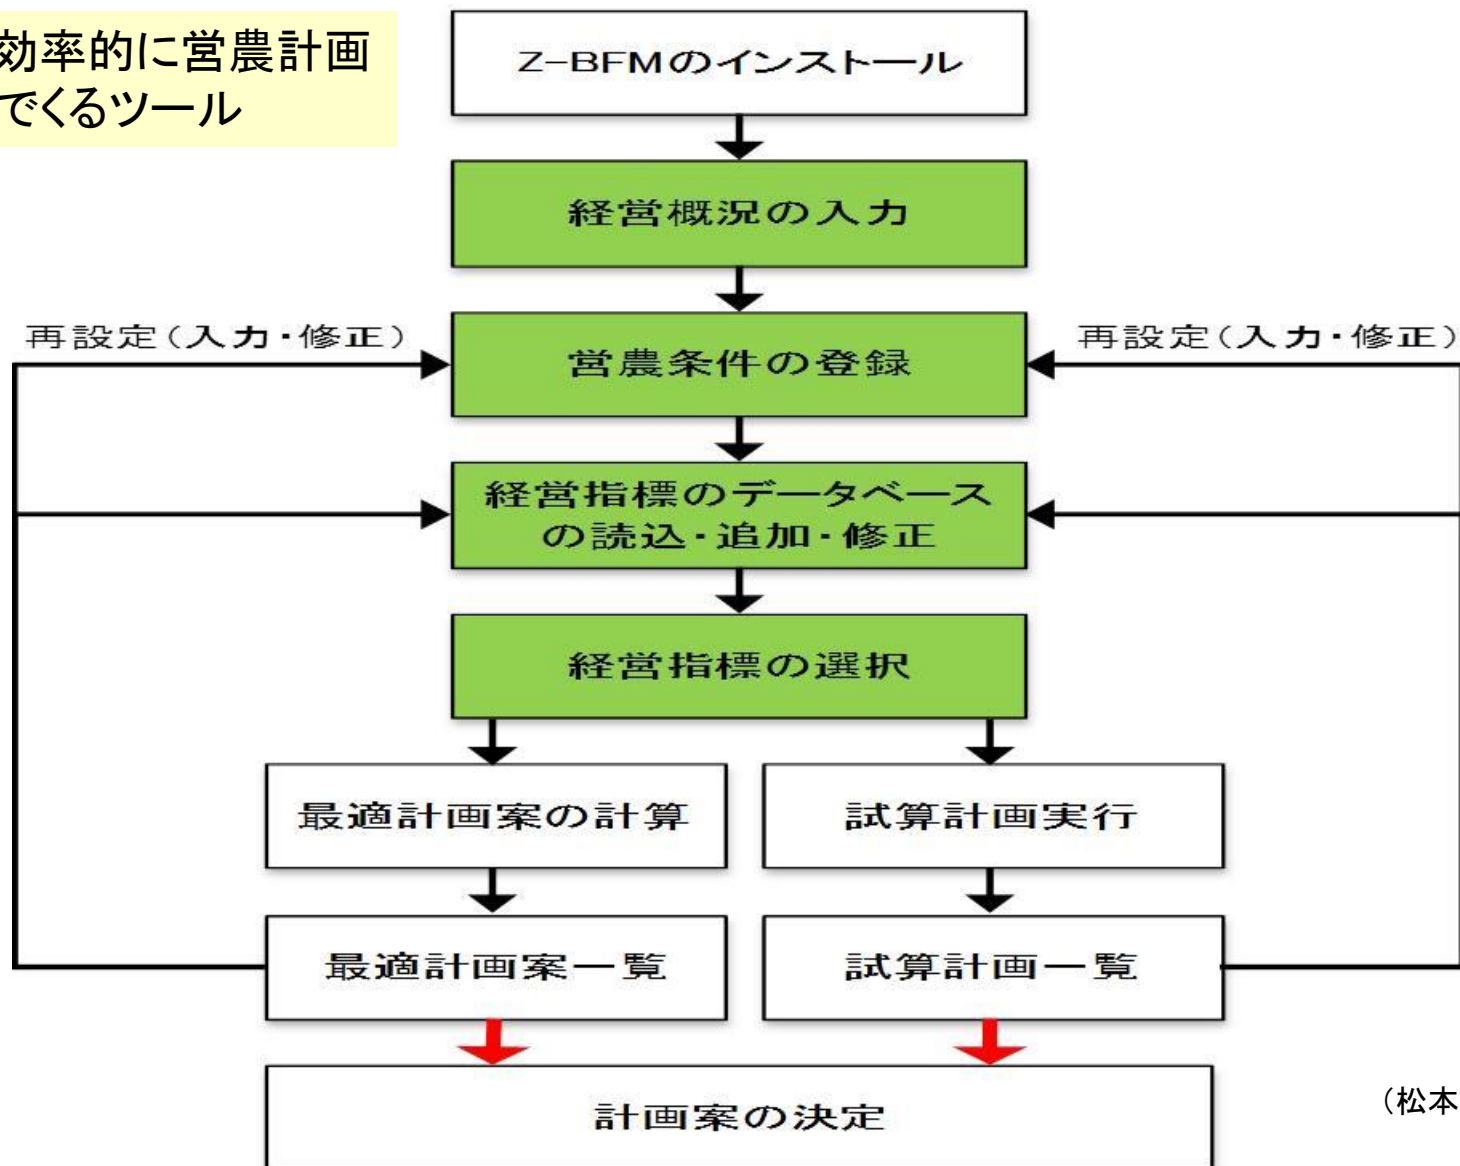 効率的に営農計画
でくるツール
Z-BFMのインストール
経営概況の入力
再設定(入力・修正)
営農条件の登録
再設定(入力・修正)
経営指標のデータベース
の読込・追加・修正
経営指標の選択
最適計画案の計算
試算計画実行
最適計画案一覧
試算計画一覧
計画案の決定
(松本